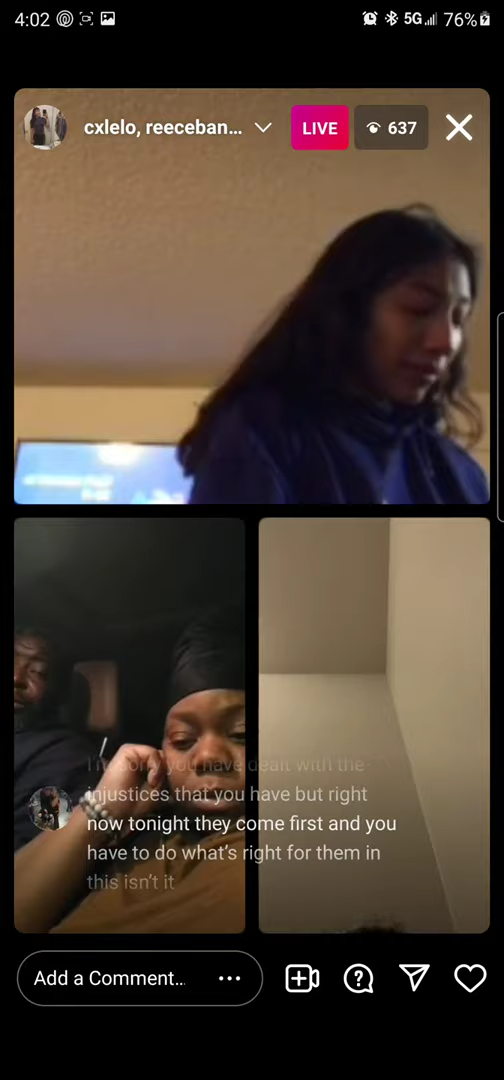 4:02 5G 76%
cxlelo, reeceban... LIVE 637
I'm sorry you have dealt with the
injustices that you have but right
now tonight they come first and you
have to do what's right for them in
this isn't it
Add a Comment...